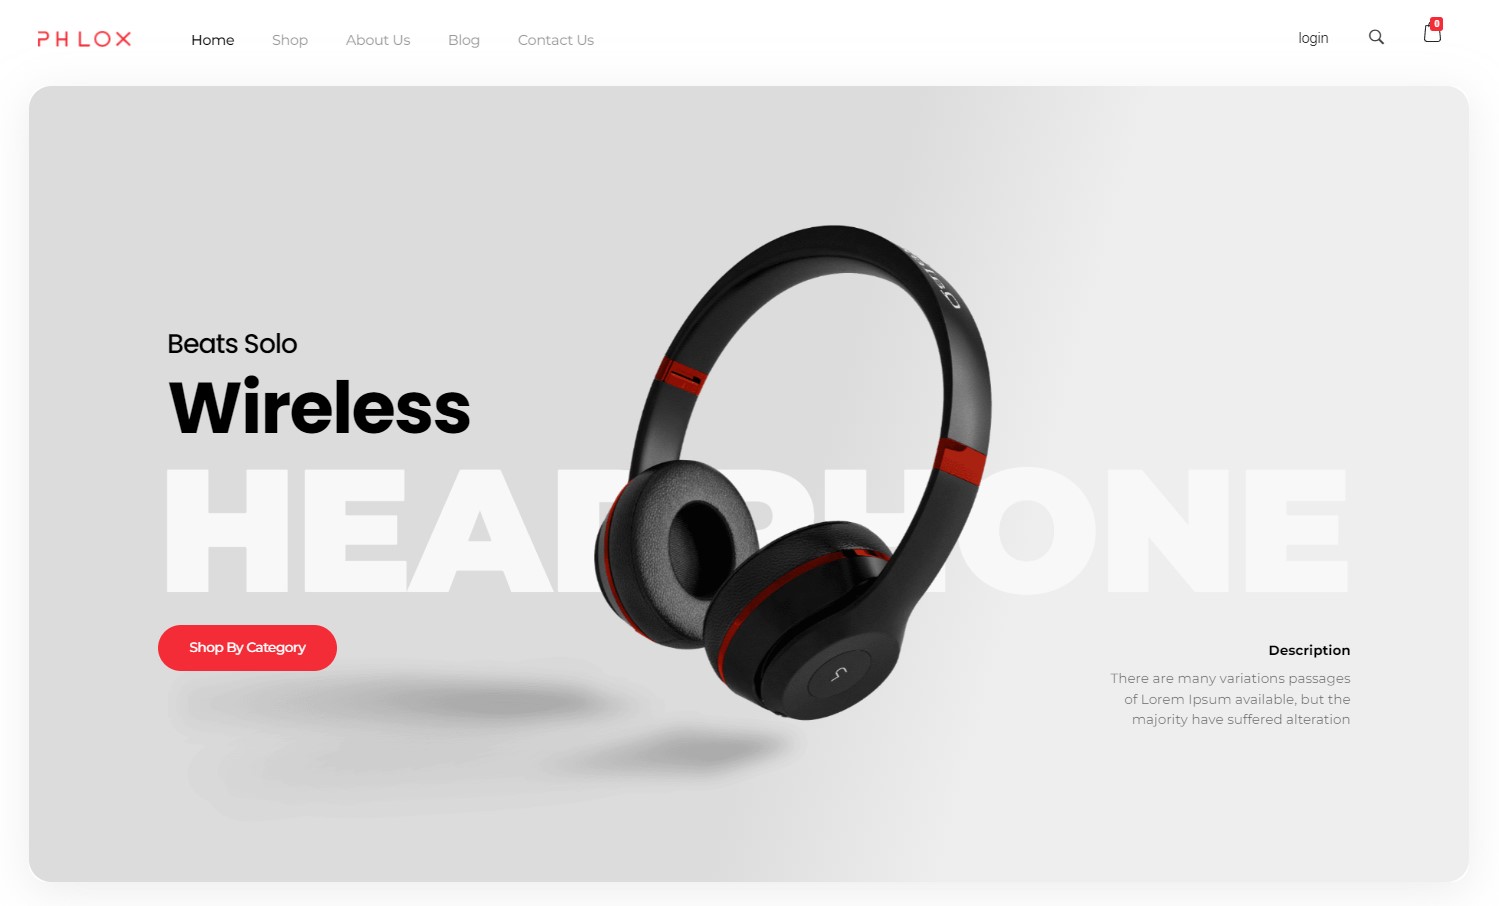 PHLOX
Home
Shop
About Us
Blog
Contact Us
login
0
Beats Solo
Wireless
HEADPHONE
Shop By Category
Description
There are many variations passages
of Lorem Ipsum available, but the
majority have suffered alteration